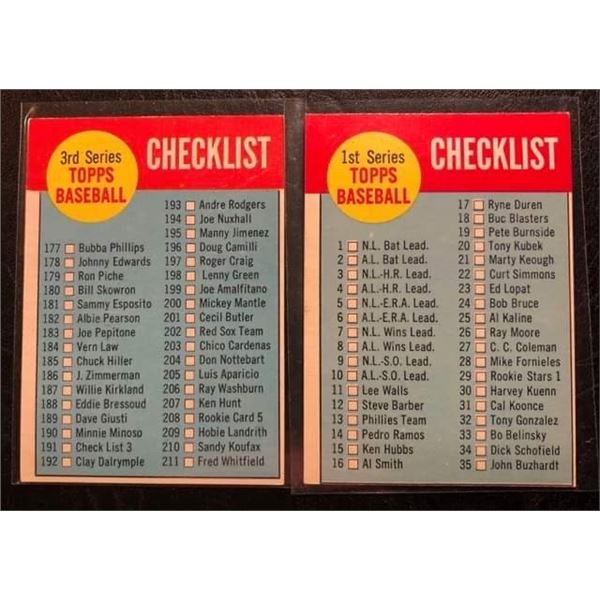 3rd Series
TOPPS
BASEBALL
CHECKLIST
177 Bubba Phillips
178 Johnny Edwards
179 Ron Piche
180 Bill Skowron
181 Sammy Esposito
182 Albie Pearson
183 Joe Pepitone
184 Vern Law
185 Chuck Hiller
186 J. Zimmerman
187 Willie Kirkland
188 Eddie Bressoud
189 Dave Giusti
190 Minnie Minoso
191 Check List 3
192 Clay Dalrymple
193 Andre Rodgers
194 Joe Nuxhall
195 Manny Jimenez
196 Doug Camilli
197 Roger Craig
198 Lenny Green
199 Joe Amalfitano
200 Mickey Mantle
201 Cecil Butler
202 Red Sox Team
203 Chico Cardenas
204 Don Nottebart
205 Luis Aparicio
206 Ray Washburn
207 Ken Hunt
208 Rookie Card 5
209 Hobie Landrith
210 Sandy Koufax
211 Fred Whitfield
1st Series
TOPPS
BASEBALL
CHECKLIST
1 N.L. Bat Lead.
2 A.L. Bat Lead.
3 N.L.-H.R. Lead.
4 A.L.-H.R. Lead.
5 N.L.-E.R.A. Lead.
6 A.L.-E.R.A. Lead.
7 N.L. Wins Lead.
8 A.L. Wins Lead.
9 N.L.-S.O. Lead.
10 A.L.-S.O. Lead.
11 Lee Walls
12 Steve Barber
13 Phillies Team
14 Pedro Ramos
15 Ken Hubbs
16 Al Smith
17 Ryne Duren
18 Buc Blasters
19 Pete Burnside
20 Tony Kubek
21 Marty Keough
22 Curt Simmons
23 Ed Lopat
24 Bob Bruce
25 Al Kaline
26 Ray Moore
27 C. C. Coleman
28 Mike Fornieles
29 Rookie Stars 1
30 Harvey Kuenn
31 Cal Koonce
32 Tony Gonzalez
33 Bo Belinsky
34 Dick Schofield
35 John Buzhardt